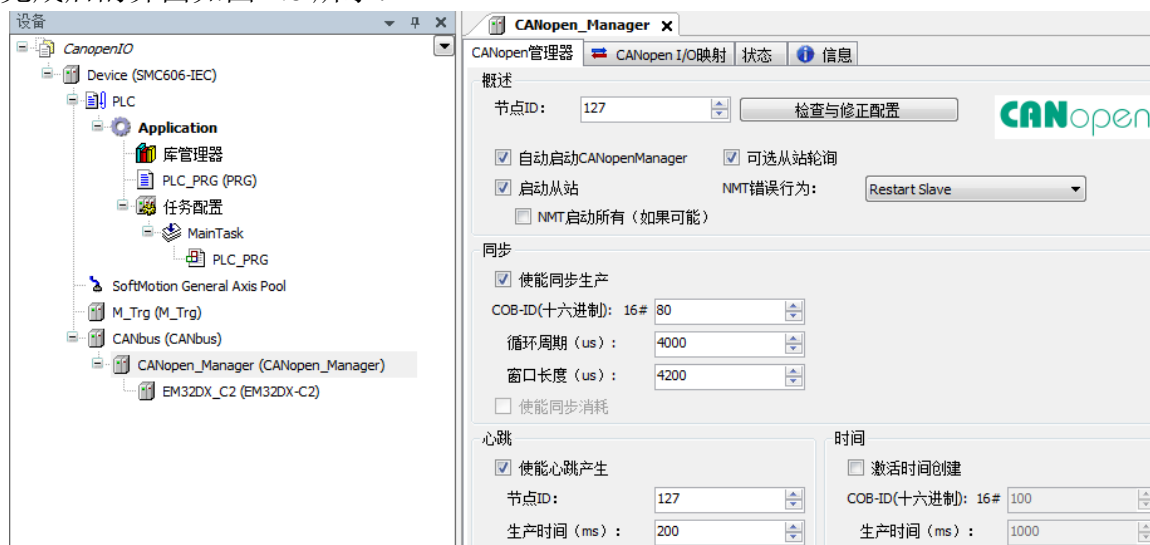 设备
CanopenIO
Device (SMC606-IEC)
PLC
Application
库管理器
PLC_PRG (PRG)
任务配置
MainTask
PLC_PRG
SoftMotion General Axis Pool
M_Trg (M_Trg)
CANbus (CANbus)
CANopen_Manager (CANopen_Manager)
EM32DX_C2 (EM32DX-C2)
CANopen_Manager
CANopen管理器 CANopen I/O映射 状态 信息
概述
节点ID: 127 检查与修正配置
CANopen
自动启动CANopenManager 可选从站轮询
启动从站 NMT错误行为: Restart Slave
NMT启动所有（如果可能）
同步
使能同步生产
COB-ID(十六进制): 16# 80
循环周期（us）: 4000
窗口长度（us）: 4200
使能同步消耗
心跳
使能心跳产生
节点ID: 127
生产时间（ms）: 200
时间
激活时间创建
COB-ID(十六进制): 16# 100
生产时间（ms）: 1000